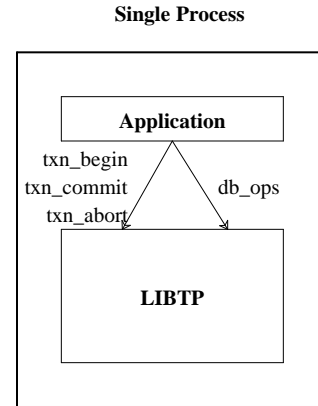 Single Process
Application
txn_begin
txn_commit
db_ops
txn_abort
LIBTP